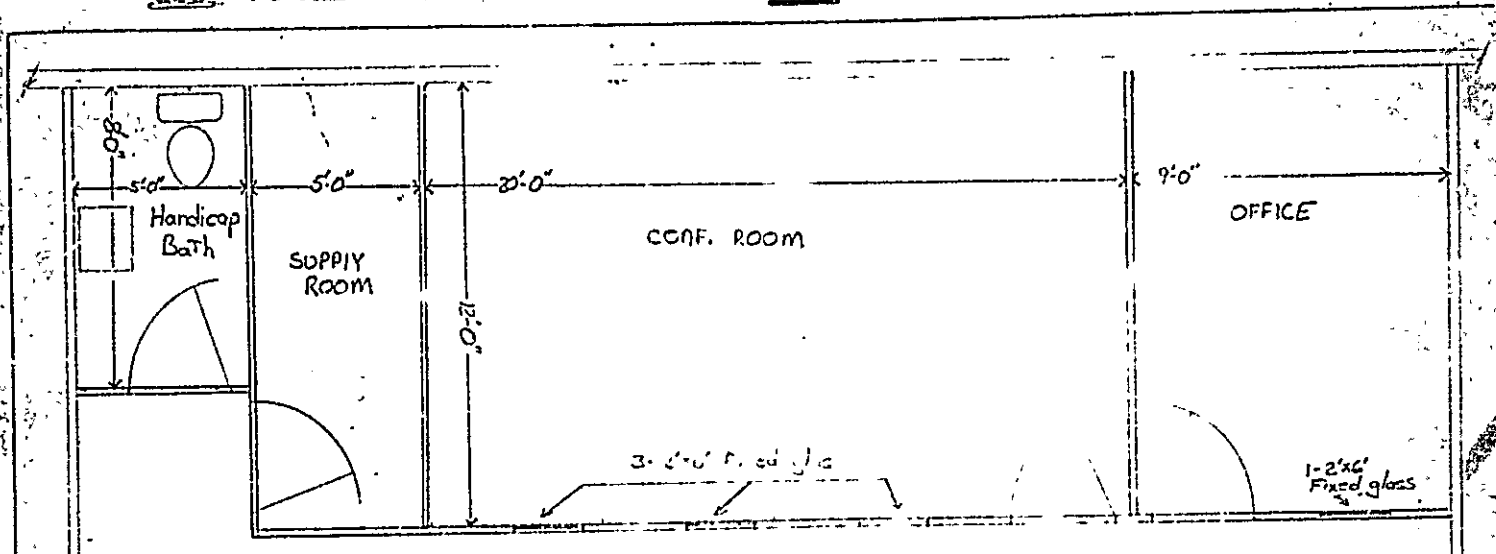 8'0"
5'0"
5'0"
20'0"
9'0"
Handicap
Bath
SUPPLY
ROOM
CONF. ROOM
OFFICE
12'0"
1-2'x6'
Fixed glass